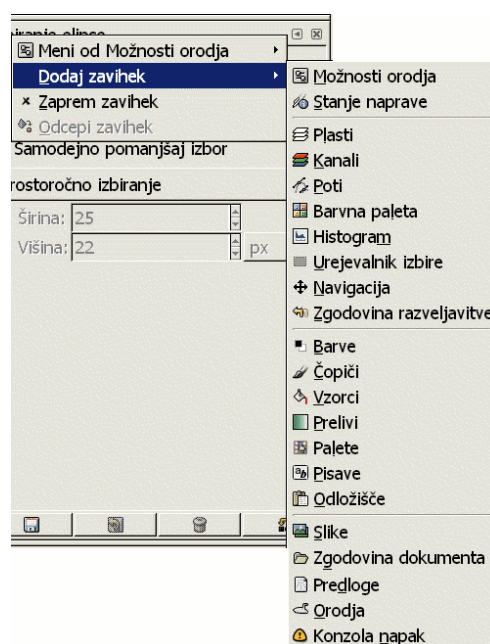 Meni od Možnosti orodja
Dodaj zavihek
Zaprem zavihek
Odcepi zavihek
Samodejno pomanjšaj izbor
rostoročno izbiranje
Širina: 25
Višina: 22 px
Možnosti orodja
Stanje naprave
Plasti
Kanali
Poti
Barvna paleta
Histogram
Urejevalnik izbire
Navigacija
Zgodovina razveljavitve
Barve
Čopiči
Vzorci
Prelivi
Palete
Pisave
Odložišče
Slike
Zgodovina dokumenta
Predloge
Orodja
Konzola napak